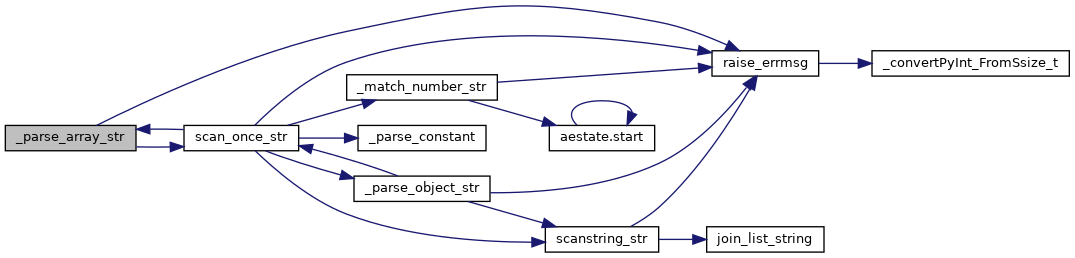 _parse_array_str
scan_once_str
_match_number_str
_parse_constant
_parse_object_str
aestate.start
scanstring_str
raise_errmsg
join_list_string
_convertPyInt_FromSsize_t